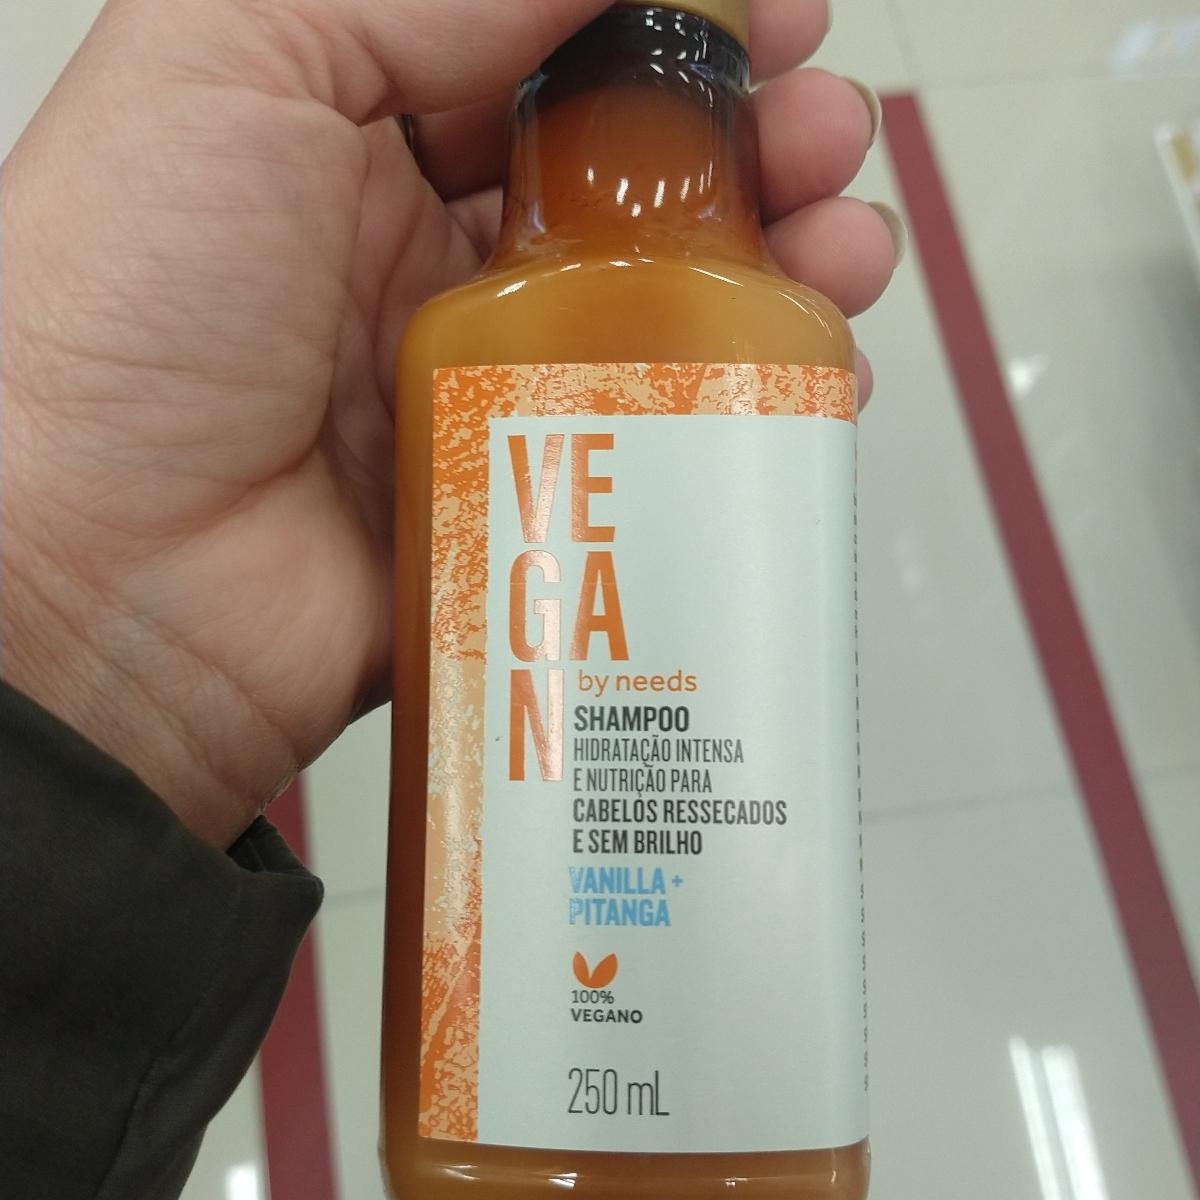 VE
GA
N
by needs
SHAMPOO
HIDRATAÇÃO INTENSA
E NUTRIÇÃO PARA
CABELOS RESSECADOS
E SEM BRILHO
VANILLA +
PITANGA
100%
VEGANO
250 mL